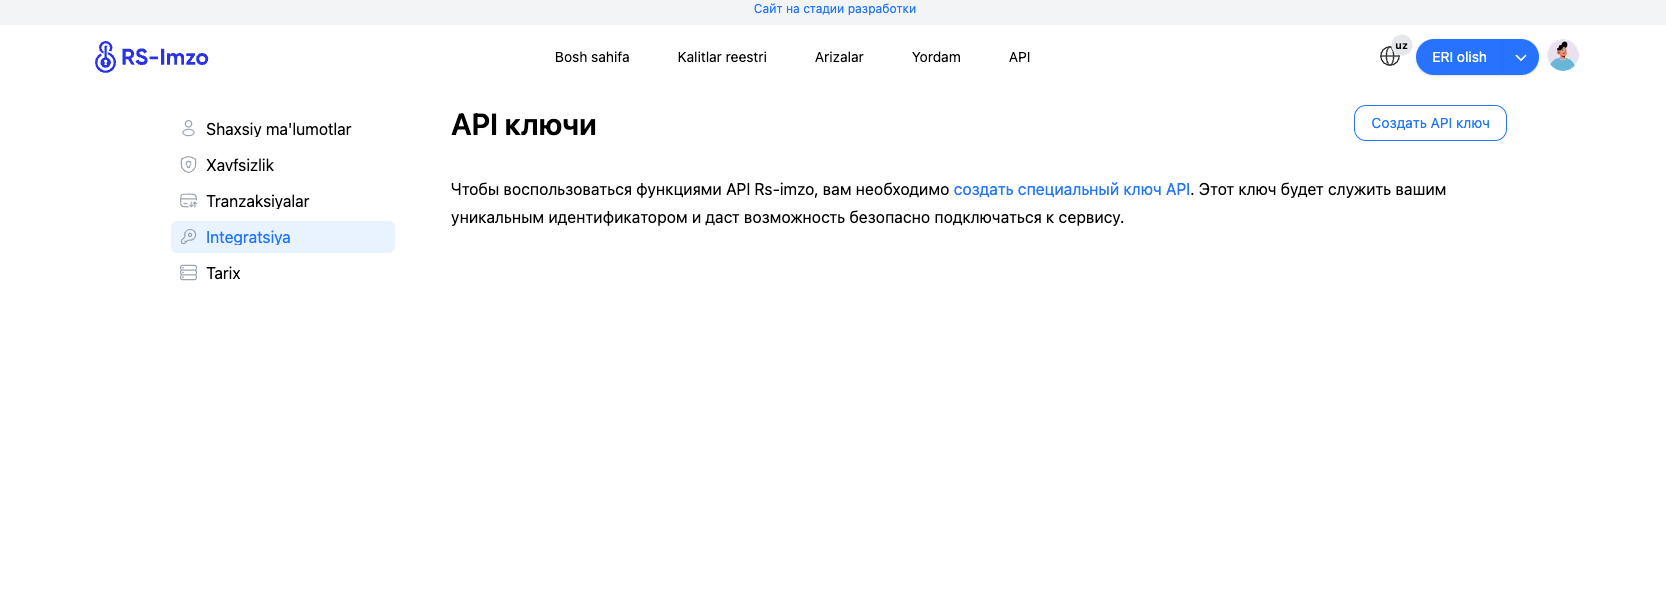 Сайт на стадии разработки
RS-Imzo
Bosh sahifa
Kalitlar reestri
Arizalar
Yordam
API
uz
ERI olish
Shaxsiy ma'lumotlar
Xavfsizlik
Tranzaksiyalar
Integratsiya
Tarix
API ключи
Создать API ключ
Чтобы воспользоваться функциями API Rs-imzo, вам необходимо создать специальный ключ API. Этот ключ будет служить вашим
уникальным идентификатором и даст возможность безопасно подключаться к сервису.